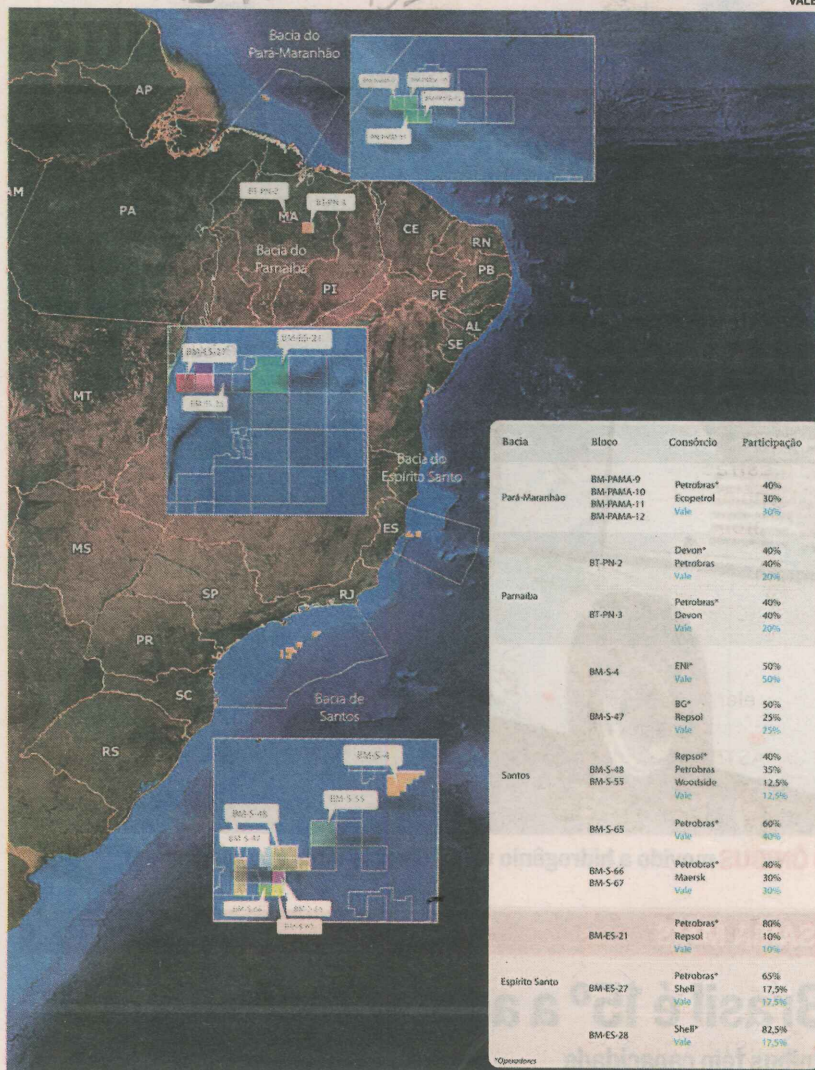 VALE
Bacia do
Pará-Maranhão
AP
AM
PA
BT-PN-2
MA
Bacia do
Parnaíba
CE
RN
PB
PI
PE
AL
SE
MT
BM-ES-27
BM-ES-21
Bacia do
Espírito Santo
ES
MS
SP
RJ
PR
SC
Bacia de
Santos
RS
BM-S-4
BM-S-55
BM-S-48
Bacia Bloco Consórcio Participação
Pará-Maranhão
BM-PAMA-9 Petrobras* 40%
BM-PAMA-10 Ecopetrol 30%
BM-PAMA-11 Vale 30%
BM-PAMA-12
Parnaíba
Devon* 40%
BT-PN-2 Petrobras 40%
Vale 20%
Petrobras* 40%
BT-PN-3 Devon 40%
Vale 20%
Santos
BM-S-4 ENI* 50%
Vale 50%
BG* 50%
BM-S-47 Repsol 25%
Vale 25%
Repsol* 40%
BM-S-48 Petrobras 35%
BM-S-55 Woodside 12,5%
Vale 12,5%
BM-S-65 Petrobras* 60%
Vale 40%
Petrobras* 40%
BM-S-66 Maersk 30%
BM-S-67 Vale 30%
Espírito Santo
Petrobras* 80%
BM-ES-21 Repsol 10%
Vale 10%
Petrobras* 65%
BM-ES-27 Shell 17,5%
Vale 17,5%
BM-ES-28 Shell* 82,5%
Vale 17,5%
*Operadores